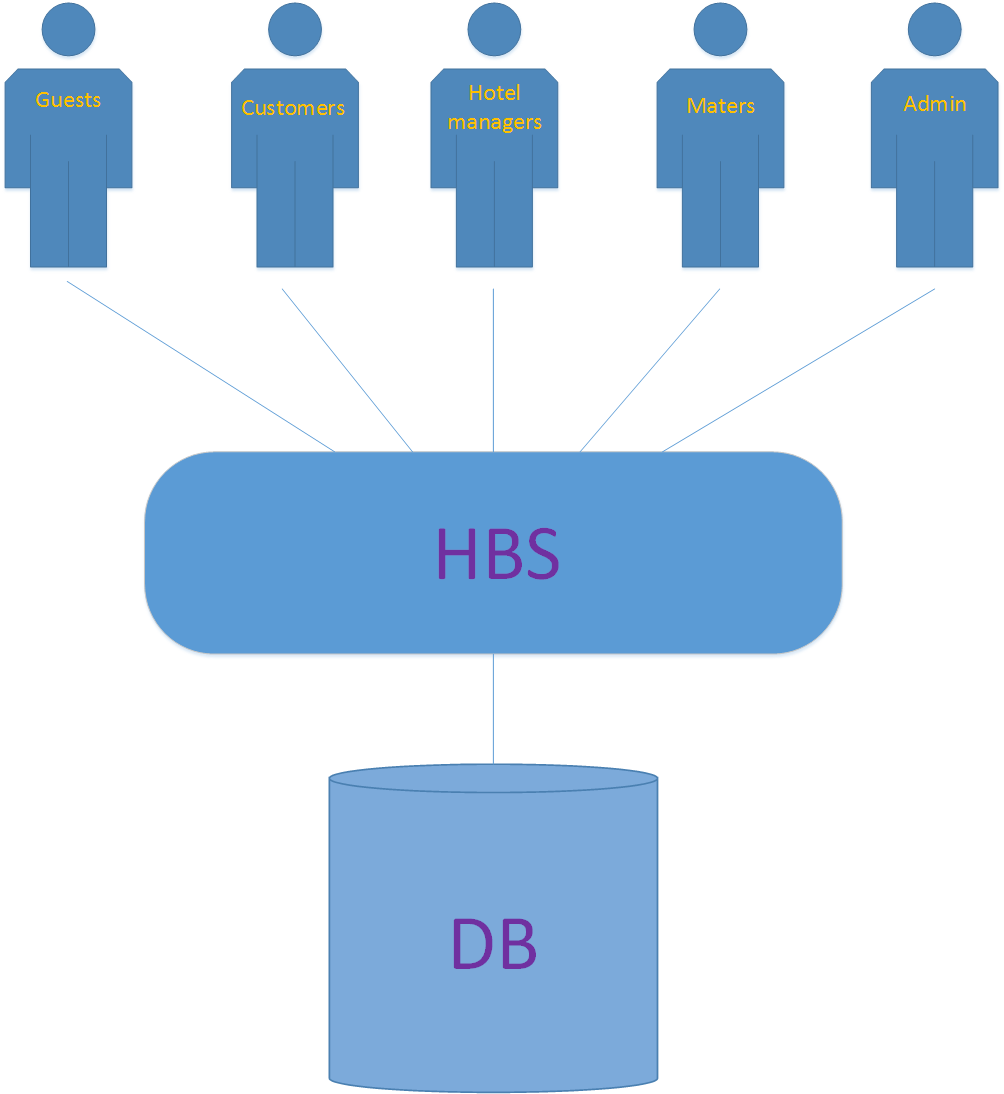 Guests
Customers
Hotel
managers
Maters
Admin
HBS
DB